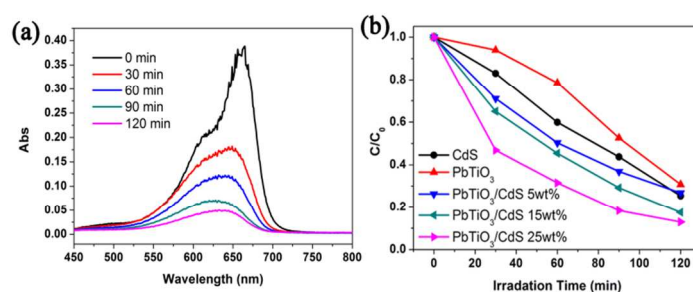 (a)
0.40
0.35
0.30
0.25
0.20
0.15
0.10
0.05
0.00
Abs
0 min
30 min
60 min
90 min
120 min
450 500 550 600 650 700 750 800
Wavelength (nm)
(b)
1.0
0.8
0.6
0.4
0.2
0.0
C/C₀
CdS
PbTiO₃
PbTiO₃/CdS 5wt%
PbTiO₃/CdS 15wt%
PbTiO₃/CdS 25wt%
0 20 40 60 80 100 120
Irradation Time (min)